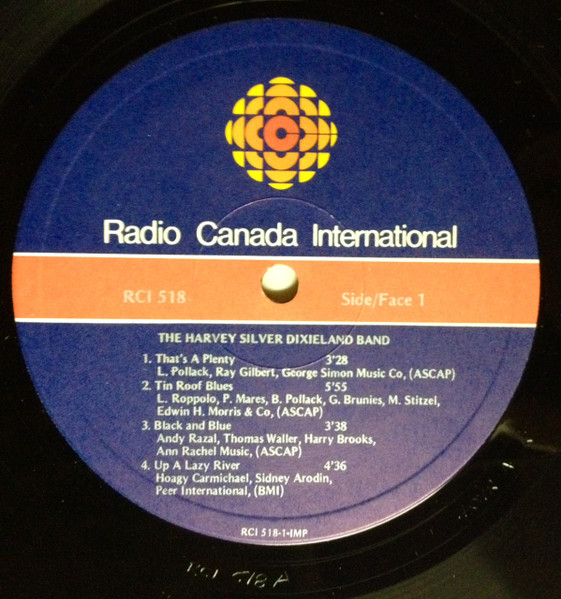 Radio Canada International
RCI 518 Side/Face 1
THE HARVEY SILVER DIXIELAND BAND
1. That's A Plenty 3'28
L. Pollack, Ray Gilbert, George Simon Music Co, (ASCAP)
2. Tin Roof Blues 5'55
L. Roppolo, P. Mares, B. Pollack, G. Brunies, M. Stitzel,
Edwin H. Morris & Co, (ASCAP)
3. Black and Blue 3'38
Andy Razal, Thomas Waller, Harry Brooks,
Ann Rachel Music, (ASCAP)
4. Up A Lazy River 4'36
Hoagy Carmichael, Sidney Arodin,
Peer International, (BMI)
RCI 518-1-IMP
RCI 518 A